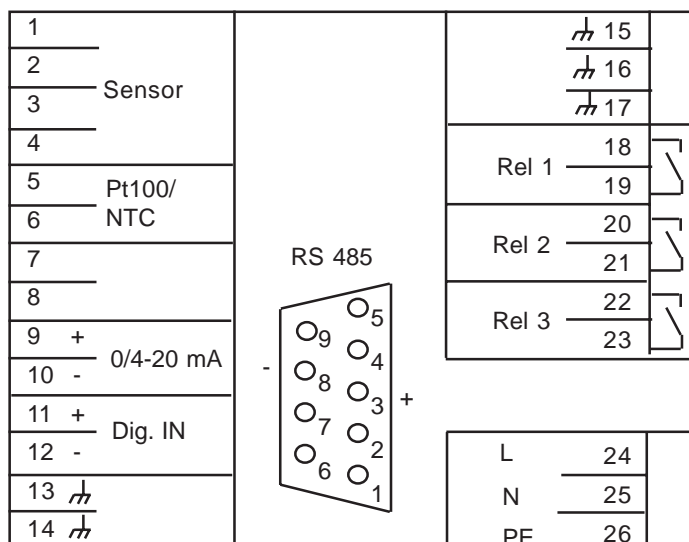 1
2
3
4
Sensor
5
6
Pt100/
NTC
7
8
9 +
10 -
0/4-20 mA
11 +
12 -
Dig. IN
13
14
RS 485
-
+
9
8
7
6
5
4
3
2
1
15
16
17
Rel 1
18
19
Rel 2
20
21
Rel 3
22
23
L 24
N 25
PE 26